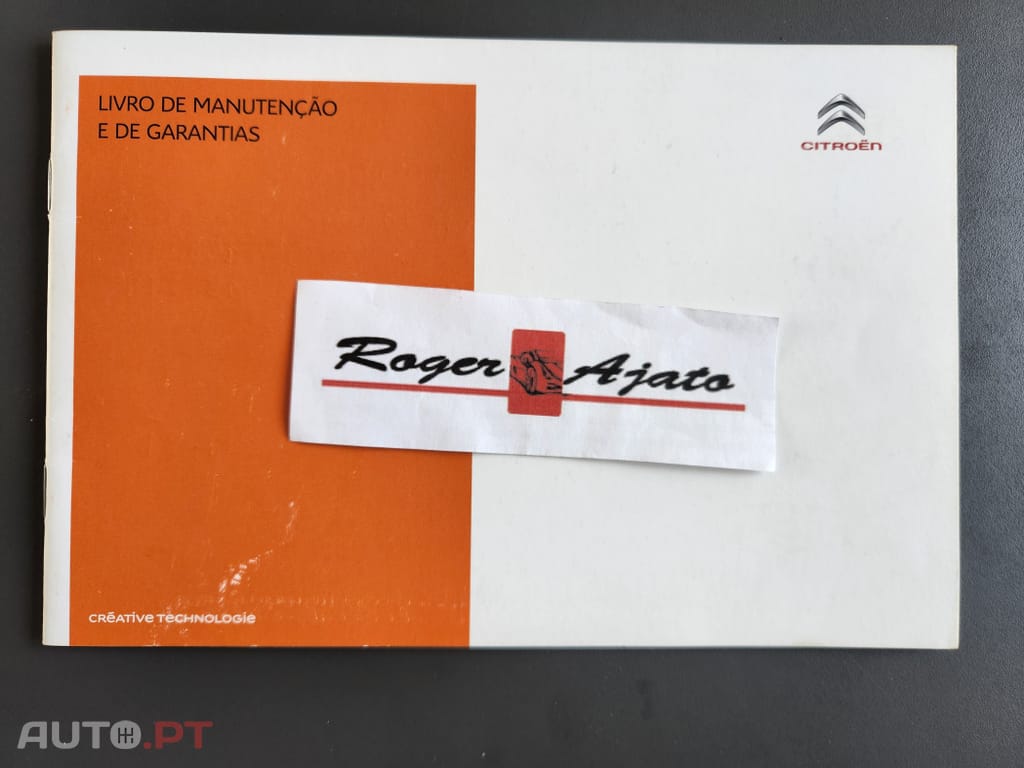 LIVRO DE MANUTENÇÃO
E DE GARANTIAS
CITROËN
Roger Ajato
CRÉATIVE TECHNOLOGIE
AUTO.PT